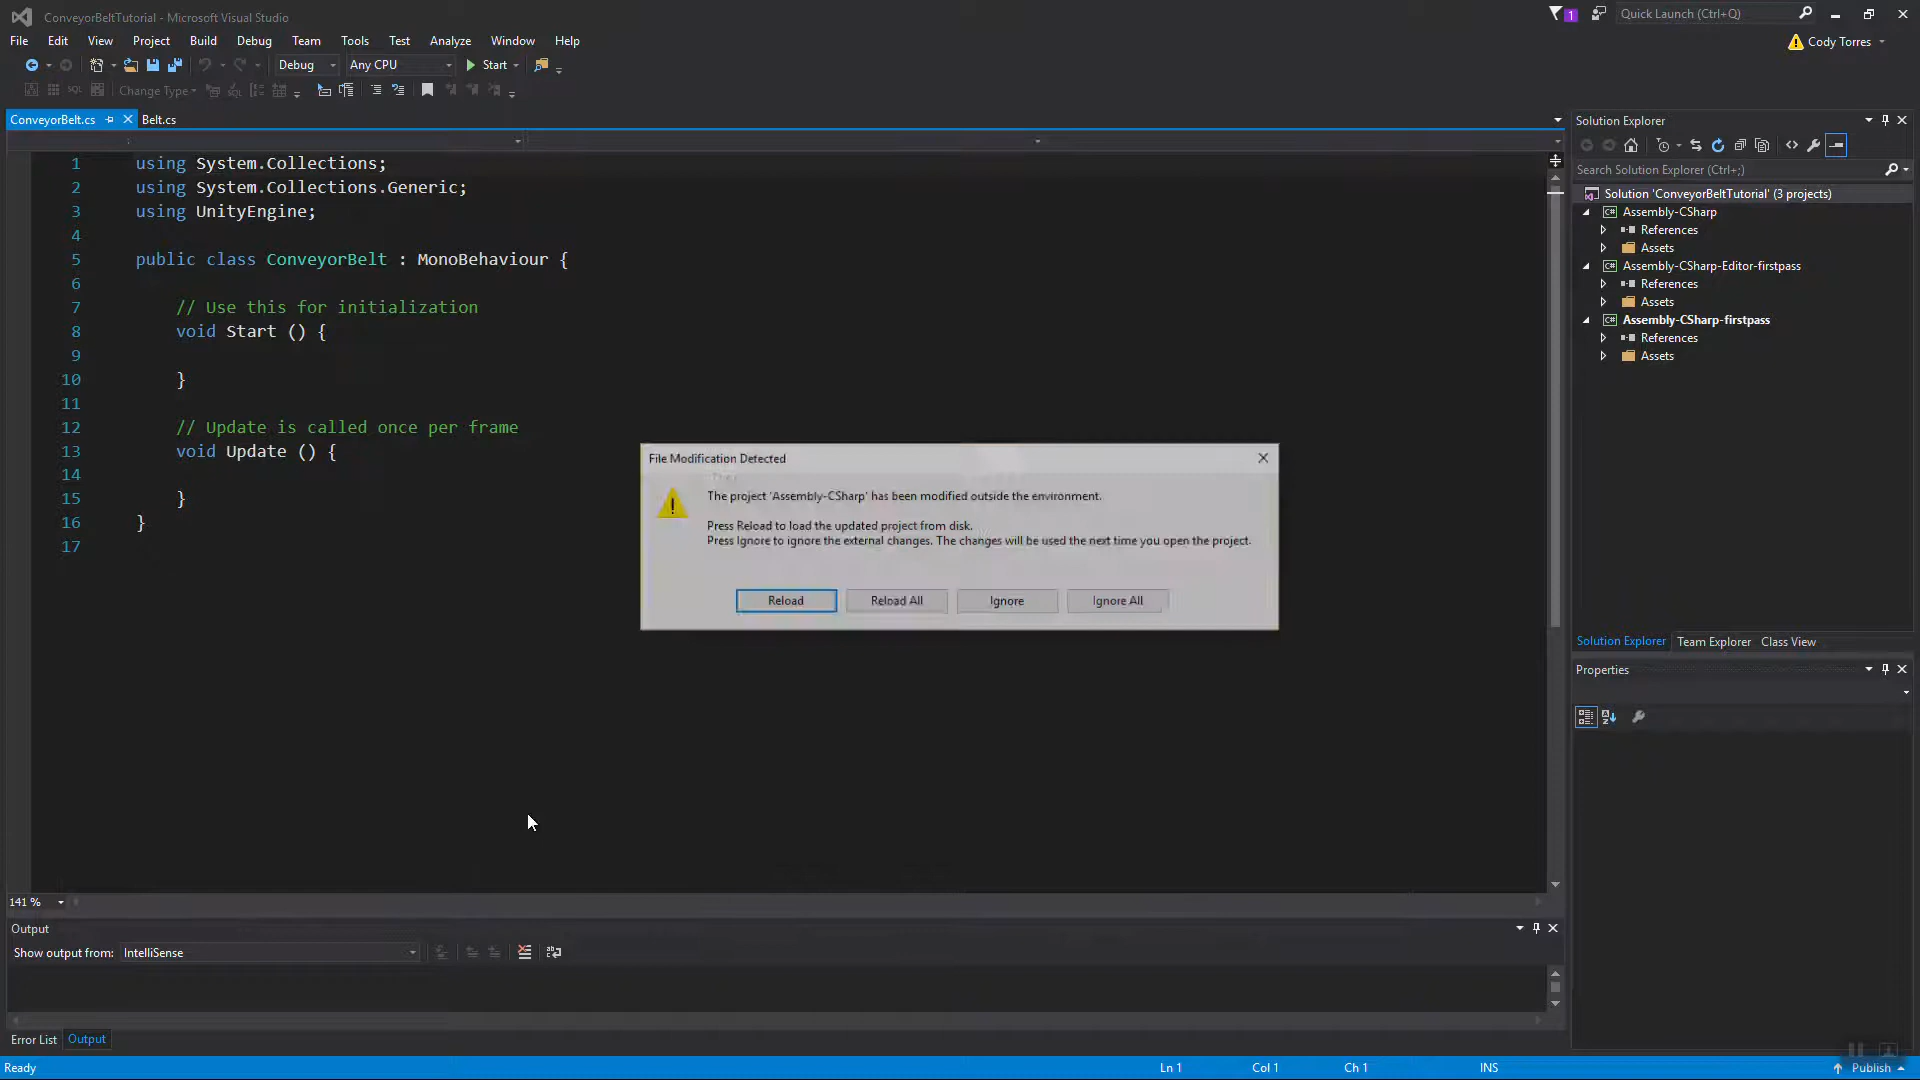 ConveyorBeltTutorial - Microsoft Visual Studio
1
Quick Launch (Ctrl+Q)
File Edit View Project Build Debug Team Tools Test Analyze Window Help
Cody Torres
Debug Any CPU Start
Change Type
ConveyorBelt.cs Belt.cs
1 using System.Collections;
2 using System.Collections.Generic;
3 using UnityEngine;
4
5 public class ConveyorBelt : MonoBehaviour {
6
7 // Use this for initialization
8 void Start () {
9
10 }
11
12 // Update is called once per frame
13 void Update () {
14
15 }
16 }
17
File Modification Detected
The project 'Assembly-CSharp' has been modified outside the environment.
Press Reload to load the updated project from disk.
Press Ignore to ignore the external changes. The changes will be used the next time you open the project.
Reload Reload All Ignore Ignore All
Solution Explorer
Search Solution Explorer (Ctrl+;)
Solution 'ConveyorBeltTutorial' (3 projects)
C# Assembly-CSharp
References
Assets
C# Assembly-CSharp-Editor-firstpass
References
Assets
C# Assembly-CSharp-firstpass
References
Assets
Solution Explorer Team Explorer Class View
Properties
141 %
Output
Show output from: IntelliSense
Error List Output
Ready
Ln 1 Col 1 Ch 1 INS
Publish